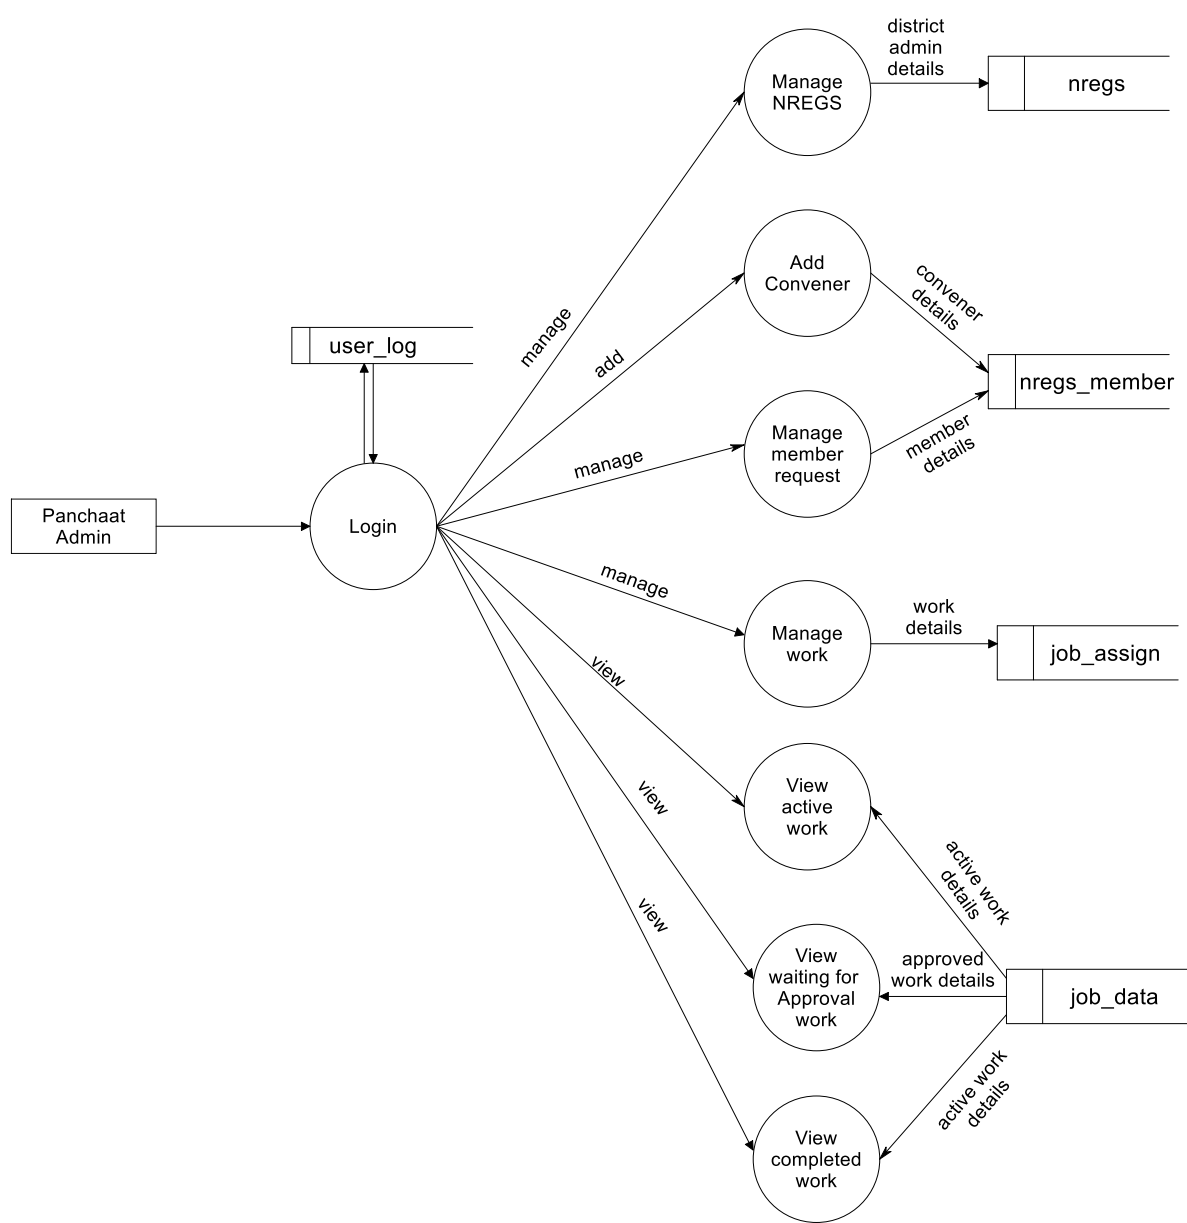 district
admin
details
Manage
NREGS
nregs
manage
Add
Convener
convener
details
user_log
add
nregs_member
Manage
member
request
manage
member
details
Panchaat
Admin
Login
manage
Manage
work
work
details
job_assign
view
View
active
work
view
active work
details
view
View
waiting for
Approval
work
approved
work details
job_data
active work
details
View
completed
work